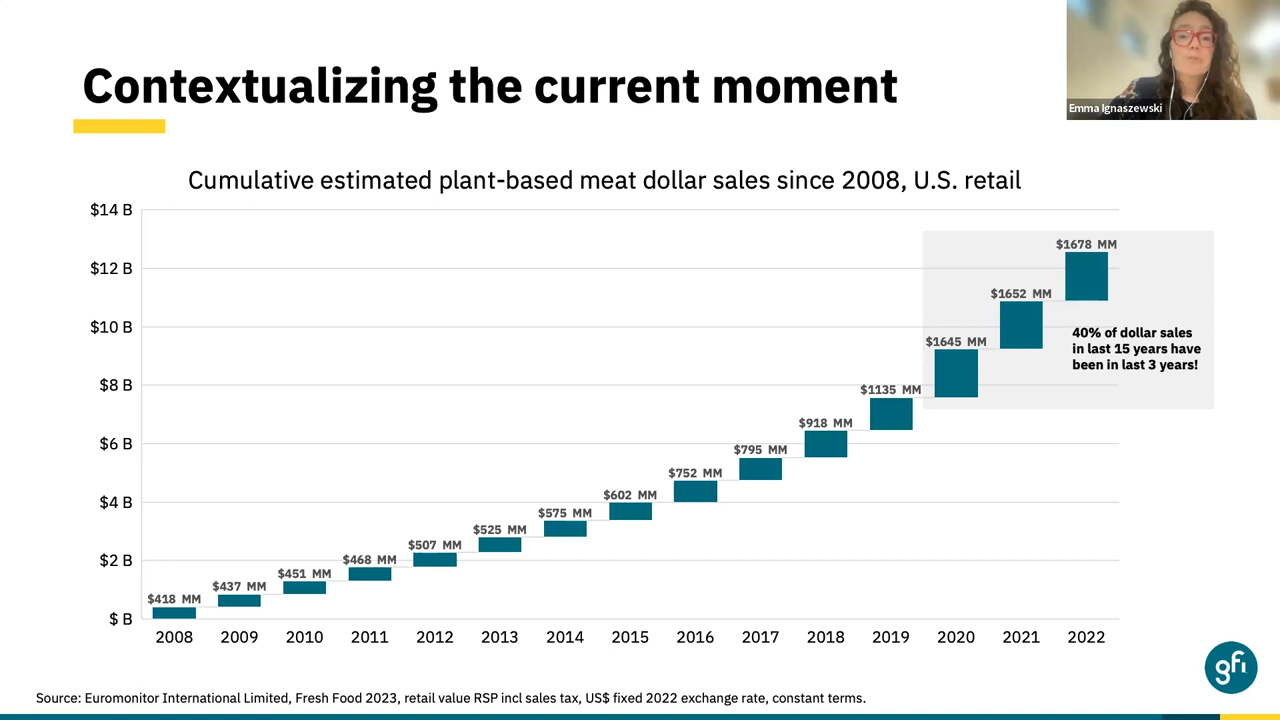 Contextualizing the current moment
Emma Ignaszewski
Cumulative estimated plant-based meat dollar sales since 2008, U.S. retail
$14 B
$12 B
$10 B
$8 B
$6 B
$4 B
$2 B
$ B
$418 MM
$437 MM
$451 MM
$468 MM
$507 MM
$525 MM
$575 MM
$602 MM
$752 MM
$795 MM
$918 MM
$1135 MM
$1645 MM
$1652 MM
$1678 MM
40% of dollar sales
in last 15 years have
been in last 3 years!
2008 2009 2010 2011 2012 2013 2014 2015 2016 2017 2018 2019 2020 2021 2022
gfi
Source: Euromonitor International Limited, Fresh Food 2023, retail value RSP incl sales tax, US$ fixed 2022 exchange rate, constant terms.